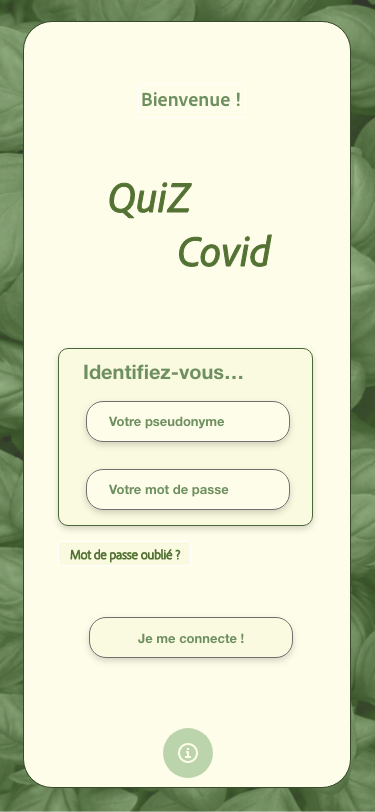 Bienvenue !
QuiZ
Covid
Identifiez-vous...
Votre pseudonyme
Votre mot de passe
Mot de passe oublié ?
Je me connecte !